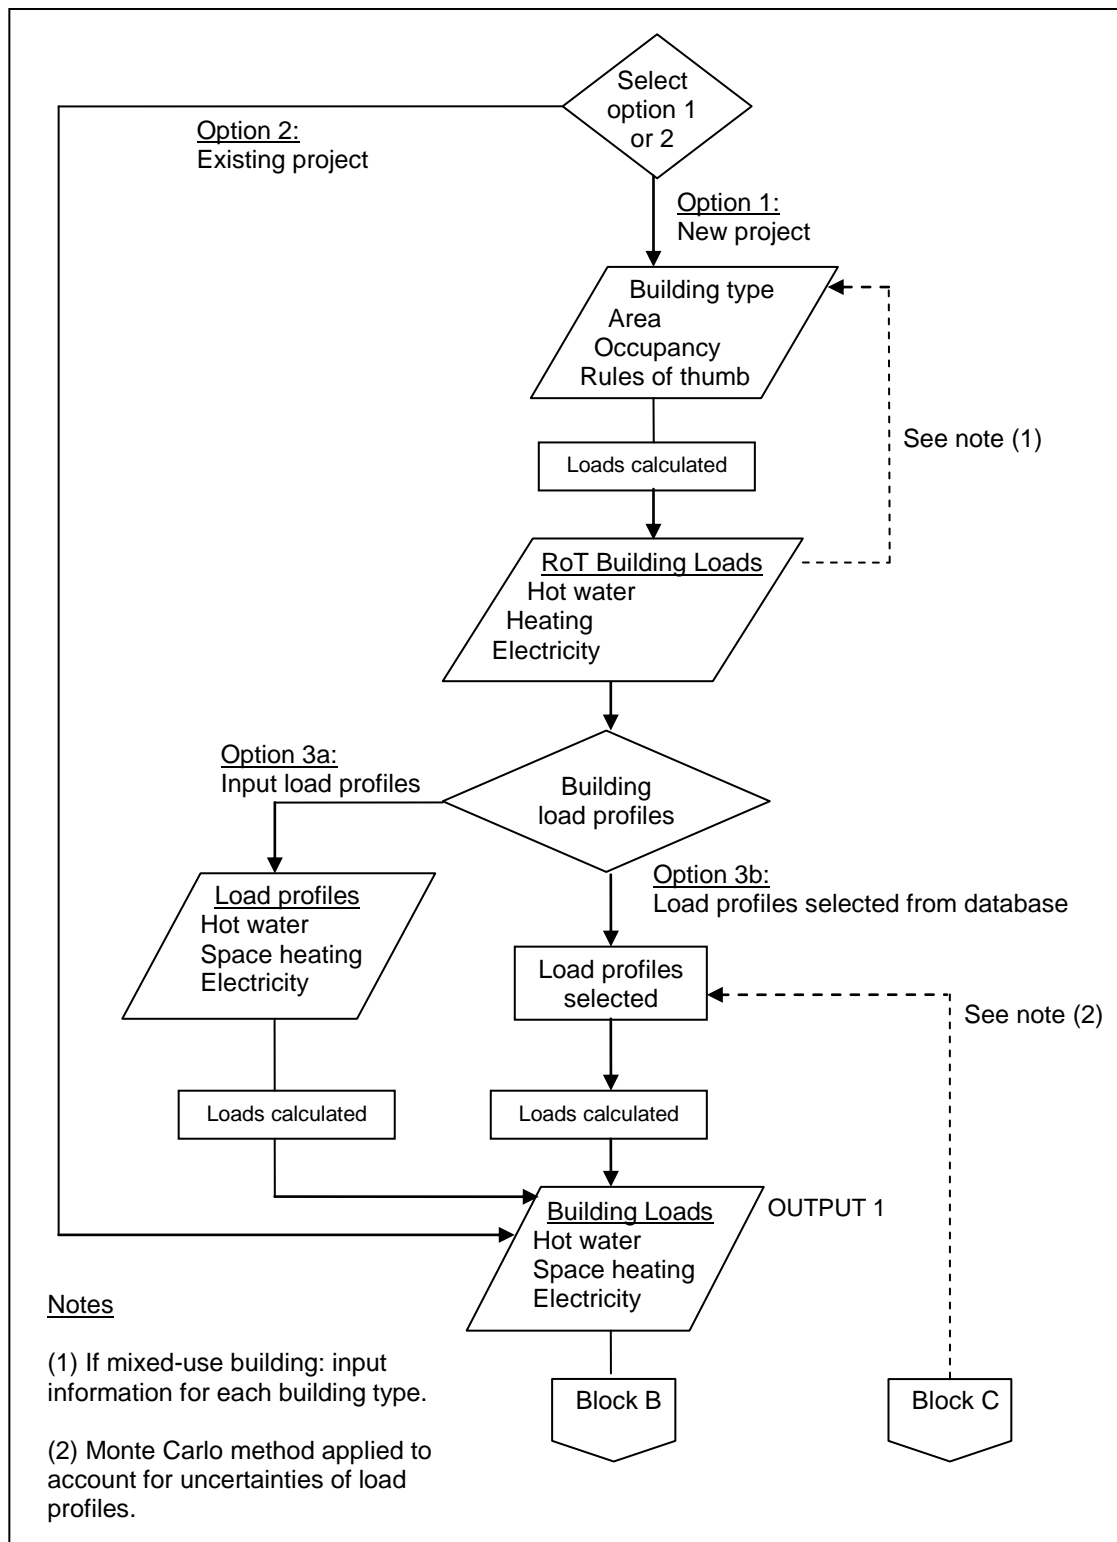 Select
option 1
or 2
Option 2:
Existing project
Option 1:
New project
Building type
Area
Occupancy
Rules of thumb
See note (1)
Loads calculated
RoT Building Loads
Hot water
Heating
Electricity
Option 3a:
Input load profiles
Building
load profiles
Load profiles
Hot water
Space heating
Electricity
Option 3b:
Load profiles selected from database
Load profiles
selected
See note (2)
Loads calculated
Loads calculated
Building Loads
Hot water
Space heating
Electricity
OUTPUT 1
Notes
(1) If mixed-use building: input
information for each building type.
(2) Monte Carlo method applied to
account for uncertainties of load
profiles.
Block B
Block C